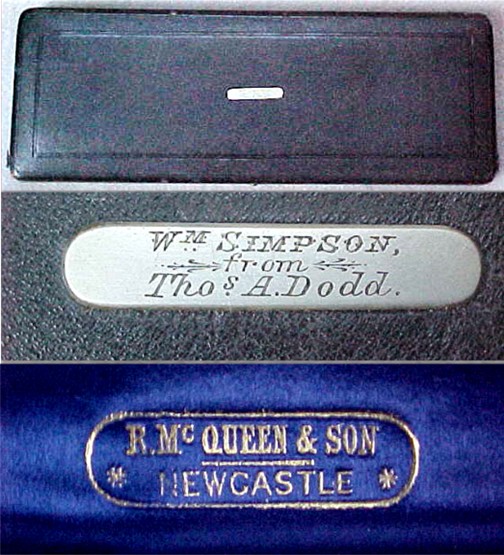 Wᴹ SIMPSON,
from
Thoˢ A. Dodd.
R. Mᶜ QUEEN & SON
* NEWCASTLE *